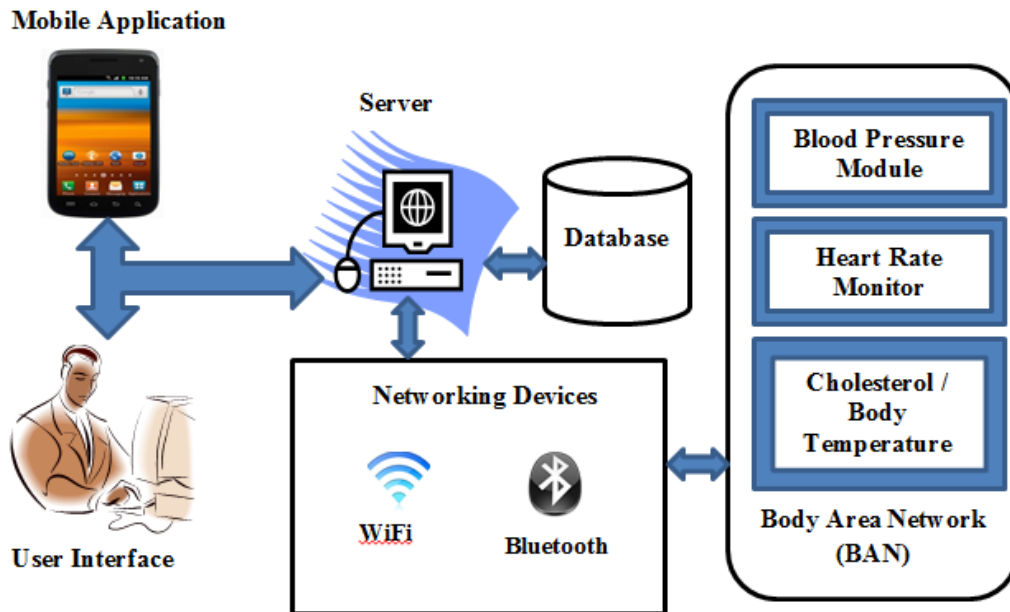 Mobile Application
Server
Database
Blood Pressure
Module
Heart Rate
Monitor
Cholesterol /
Body
Temperature
Body Area Network
(BAN)
Networking Devices
WiFi
Bluetooth
User Interface